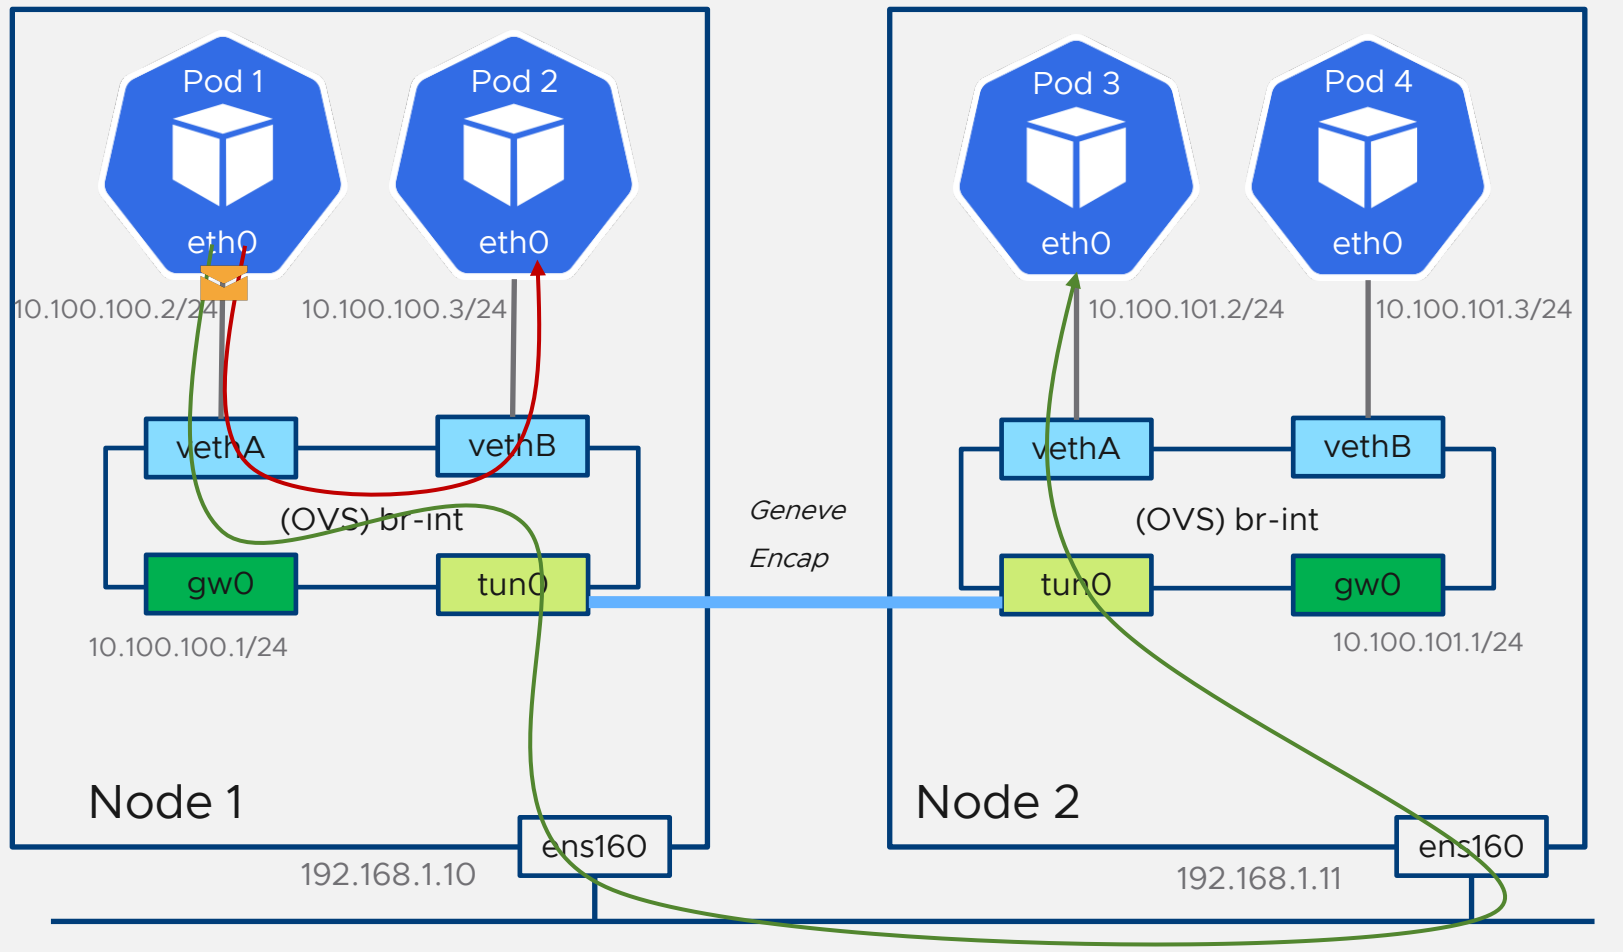 Pod 1
Pod 2
eth0
eth0
10.100.100.2/24
10.100.100.3/24
vethA
vethB
(OVS) br-int
gw0
tun0
10.100.100.1/24
Node 1
ens160
192.168.1.10
Geneve
Encap
Pod 3
Pod 4
eth0
eth0
10.100.101.2/24
10.100.101.3/24
vethA
vethB
(OVS) br-int
tun0
gw0
10.100.101.1/24
Node 2
ens160
192.168.1.11